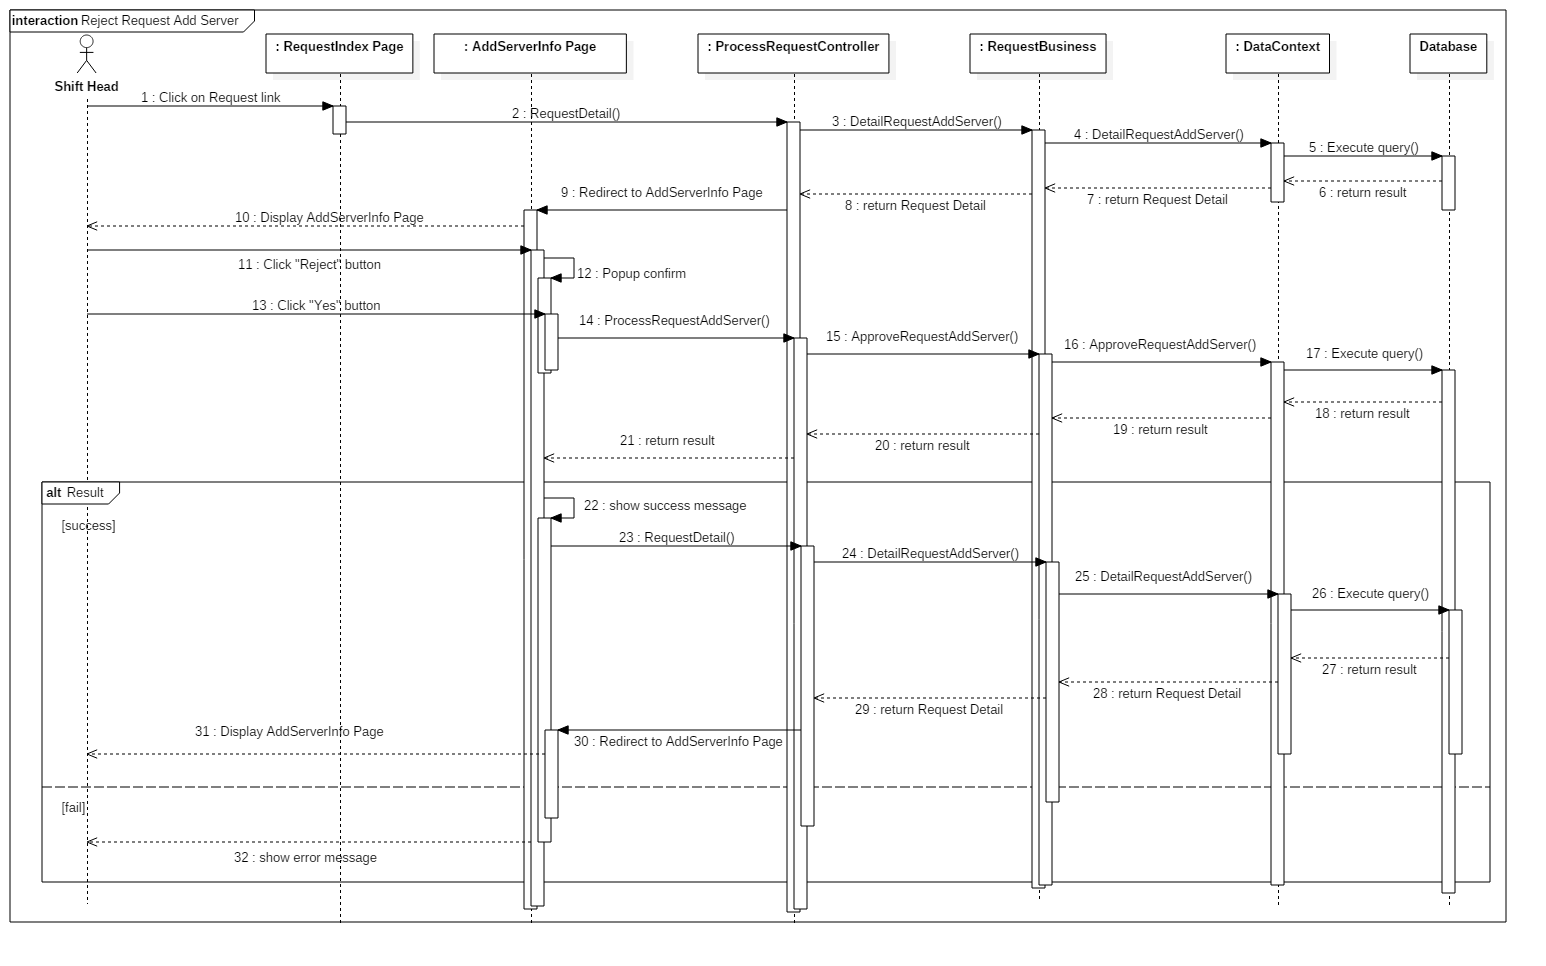 interaction Reject Request Add Server
Shift Head
: RequestIndex Page
: AddServerInfo Page
: ProcessRequestController
: RequestBusiness
: DataContext
Database
1 : Click on Request link
2 : RequestDetail()
3 : DetailRequestAddServer()
4 : DetailRequestAddServer()
5 : Execute query()
6 : return result
7 : return Request Detail
8 : return Request Detail
9 : Redirect to AddServerInfo Page
10 : Display AddServerInfo Page
11 : Click "Reject" button
12 : Popup confirm
13 : Click "Yes" button
14 : ProcessRequestAddServer()
15 : ApproveRequestAddServer()
16 : ApproveRequestAddServer()
17 : Execute query()
18 : return result
19 : return result
20 : return result
21 : return result
alt Result
[success]
22 : show success message
23 : RequestDetail()
24 : DetailRequestAddServer()
25 : DetailRequestAddServer()
26 : Execute query()
27 : return result
28 : return Request Detail
29 : return Request Detail
30 : Redirect to AddServerInfo Page
31 : Display AddServerInfo Page
[fail]
32 : show error message